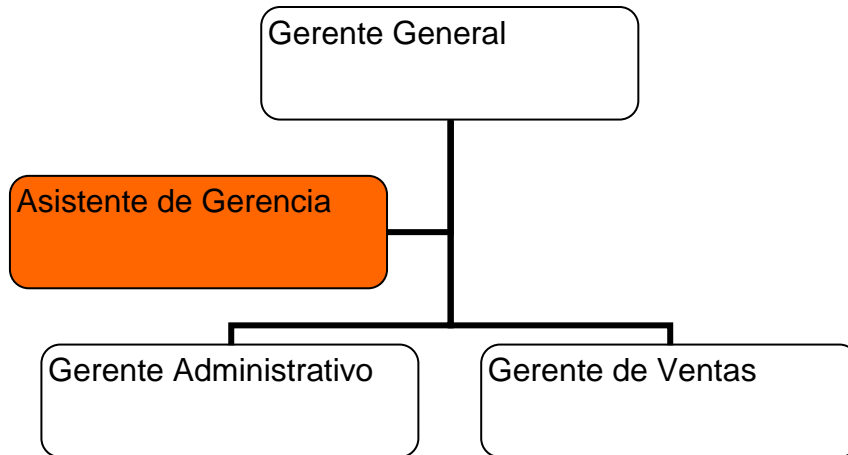 Gerente General
Asistente de Gerencia
Gerente Administrativo
Gerente de Ventas